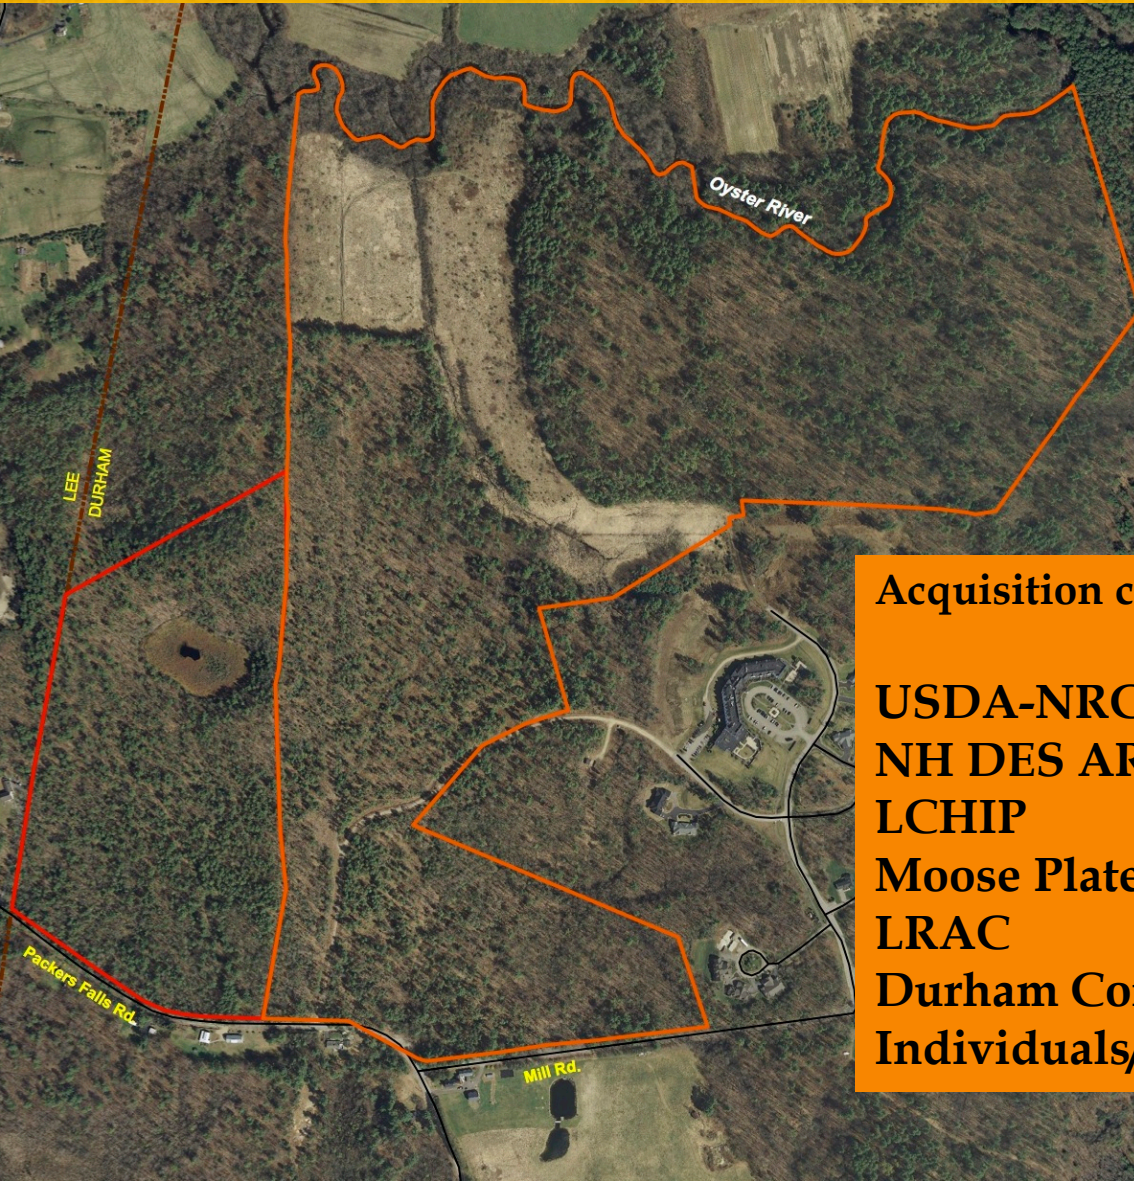 Oyster River
LEE
DURHAM
Acquisition
USDA-NRC
NH DES AR
LCHIP
Moose Plate
LRAC
Durham
Individuals/
Packers Falls Rd.
Mill Rd.